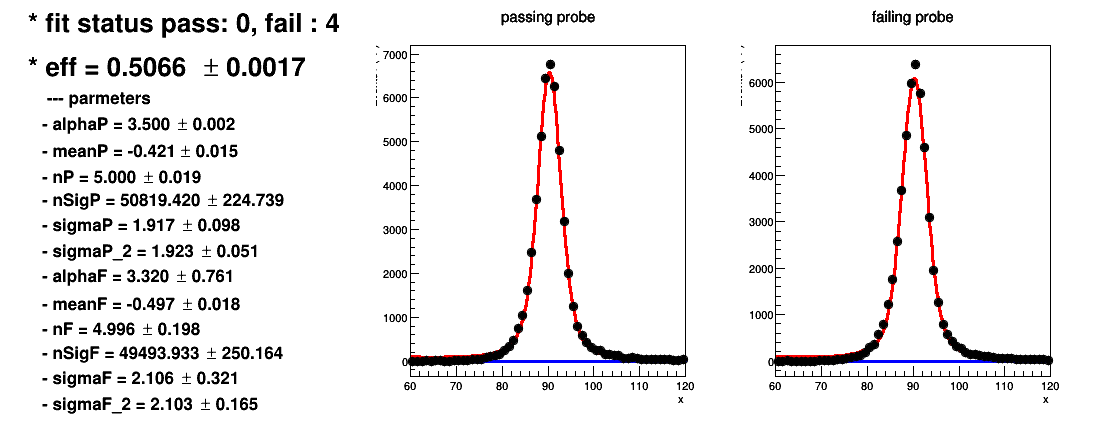 * fit status pass: 0, fail : 4
* eff = 0.5066 ± 0.0017
--- parmeters
- alphaP = 3.500 ± 0.002
- meanP = -0.421 ± 0.015
- nP = 5.000 ± 0.019
- nSigP = 50819.420 ± 224.739
- sigmaP = 1.917 ± 0.098
- sigmaP_2 = 1.923 ± 0.051
- alphaF = 3.320 ± 0.761
- meanF = -0.497 ± 0.018
- nF = 4.996 ± 0.198
- nSigF = 49493.933 ± 250.164
- sigmaF = 2.106 ± 0.321
- sigmaF_2 = 2.103 ± 0.165
passing probe
7000
6000
5000
4000
3000
2000
1000
0
60 70 80 90 100 110 120
x
failing probe
6000
5000
4000
3000
2000
1000
0
60 70 80 90 100 110 120
x